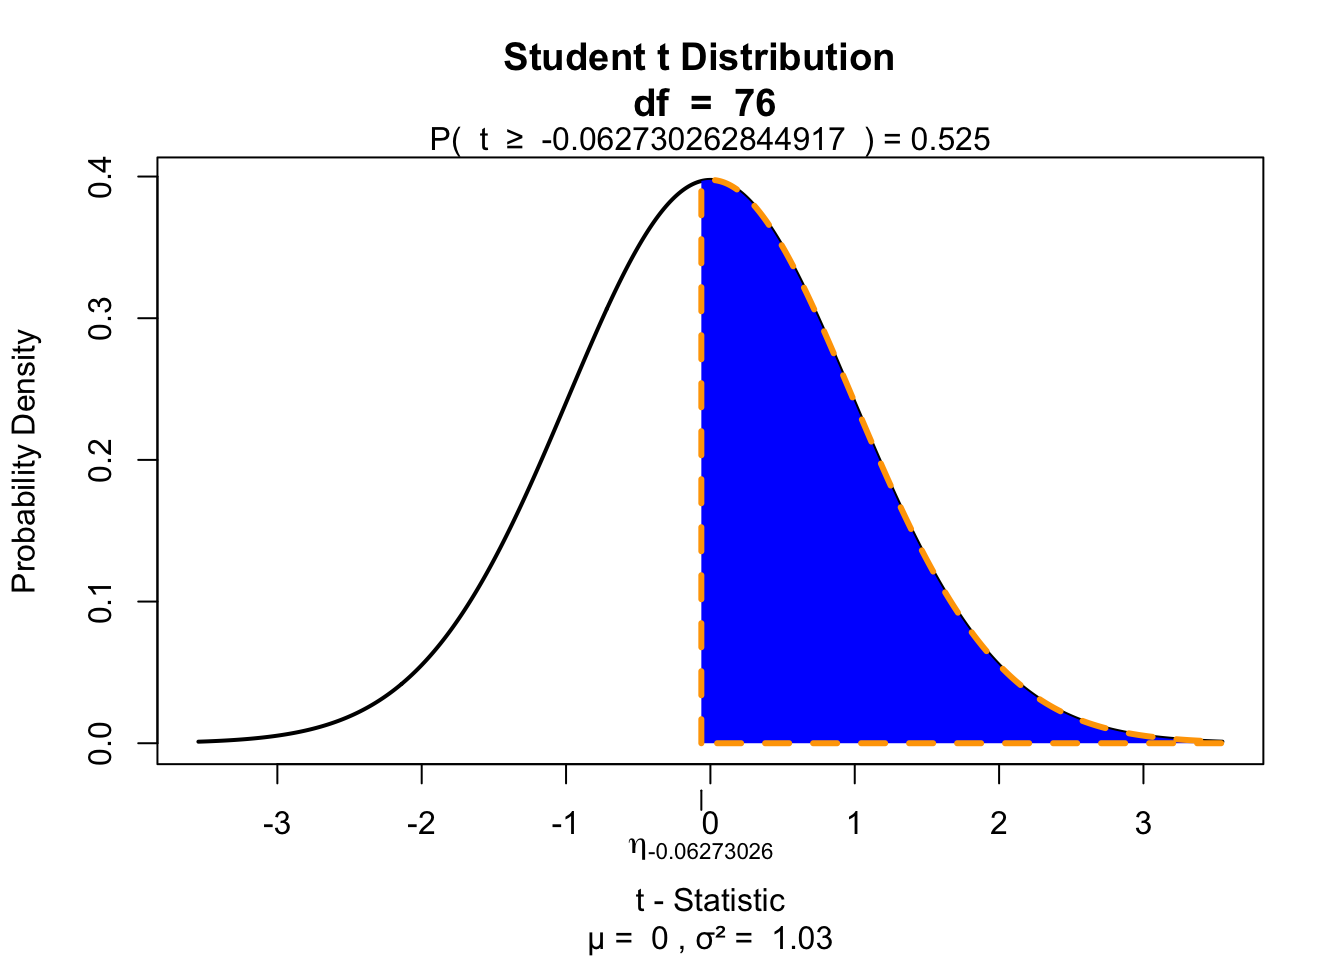 Student t Distribution
df = 76
P( t ≥ -0.062730262844917 ) = 0.525
Probability Density
0.4
0.3
0.2
0.1
0.0
-3 -2 -1 0 1 2 3
η-0.06273026
t - Statistic
μ = 0 , σ² = 1.03